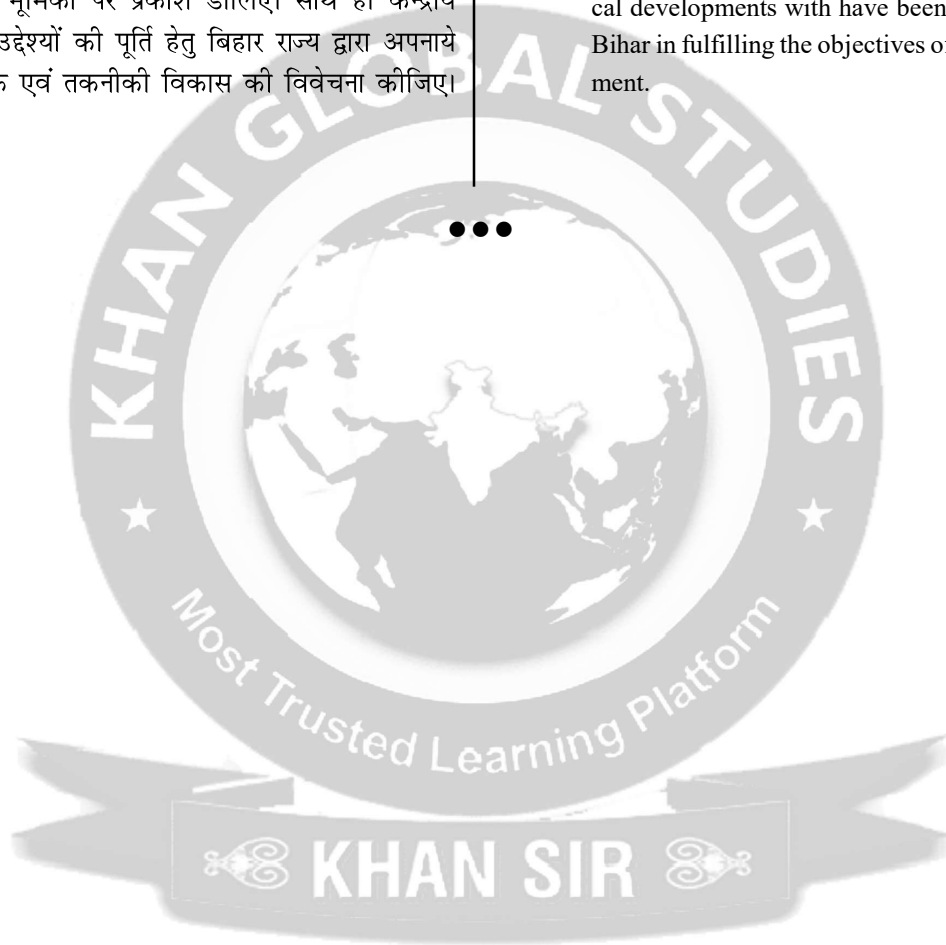 भूमिका पर प्रकाश डालिए। साथ ही केन्द्रीय
उद्देश्यों की पूर्ति हेतु बिहार राज्य द्वारा अपनाये
एवं तकनीकी विकास की विवेचना कीजिए।
cal developments with have been
Bihar in fulfilling the objectives of
ment.
KHAN GLOBAL STUDIES
Most Trusted Learning Platform
KHAN SIR